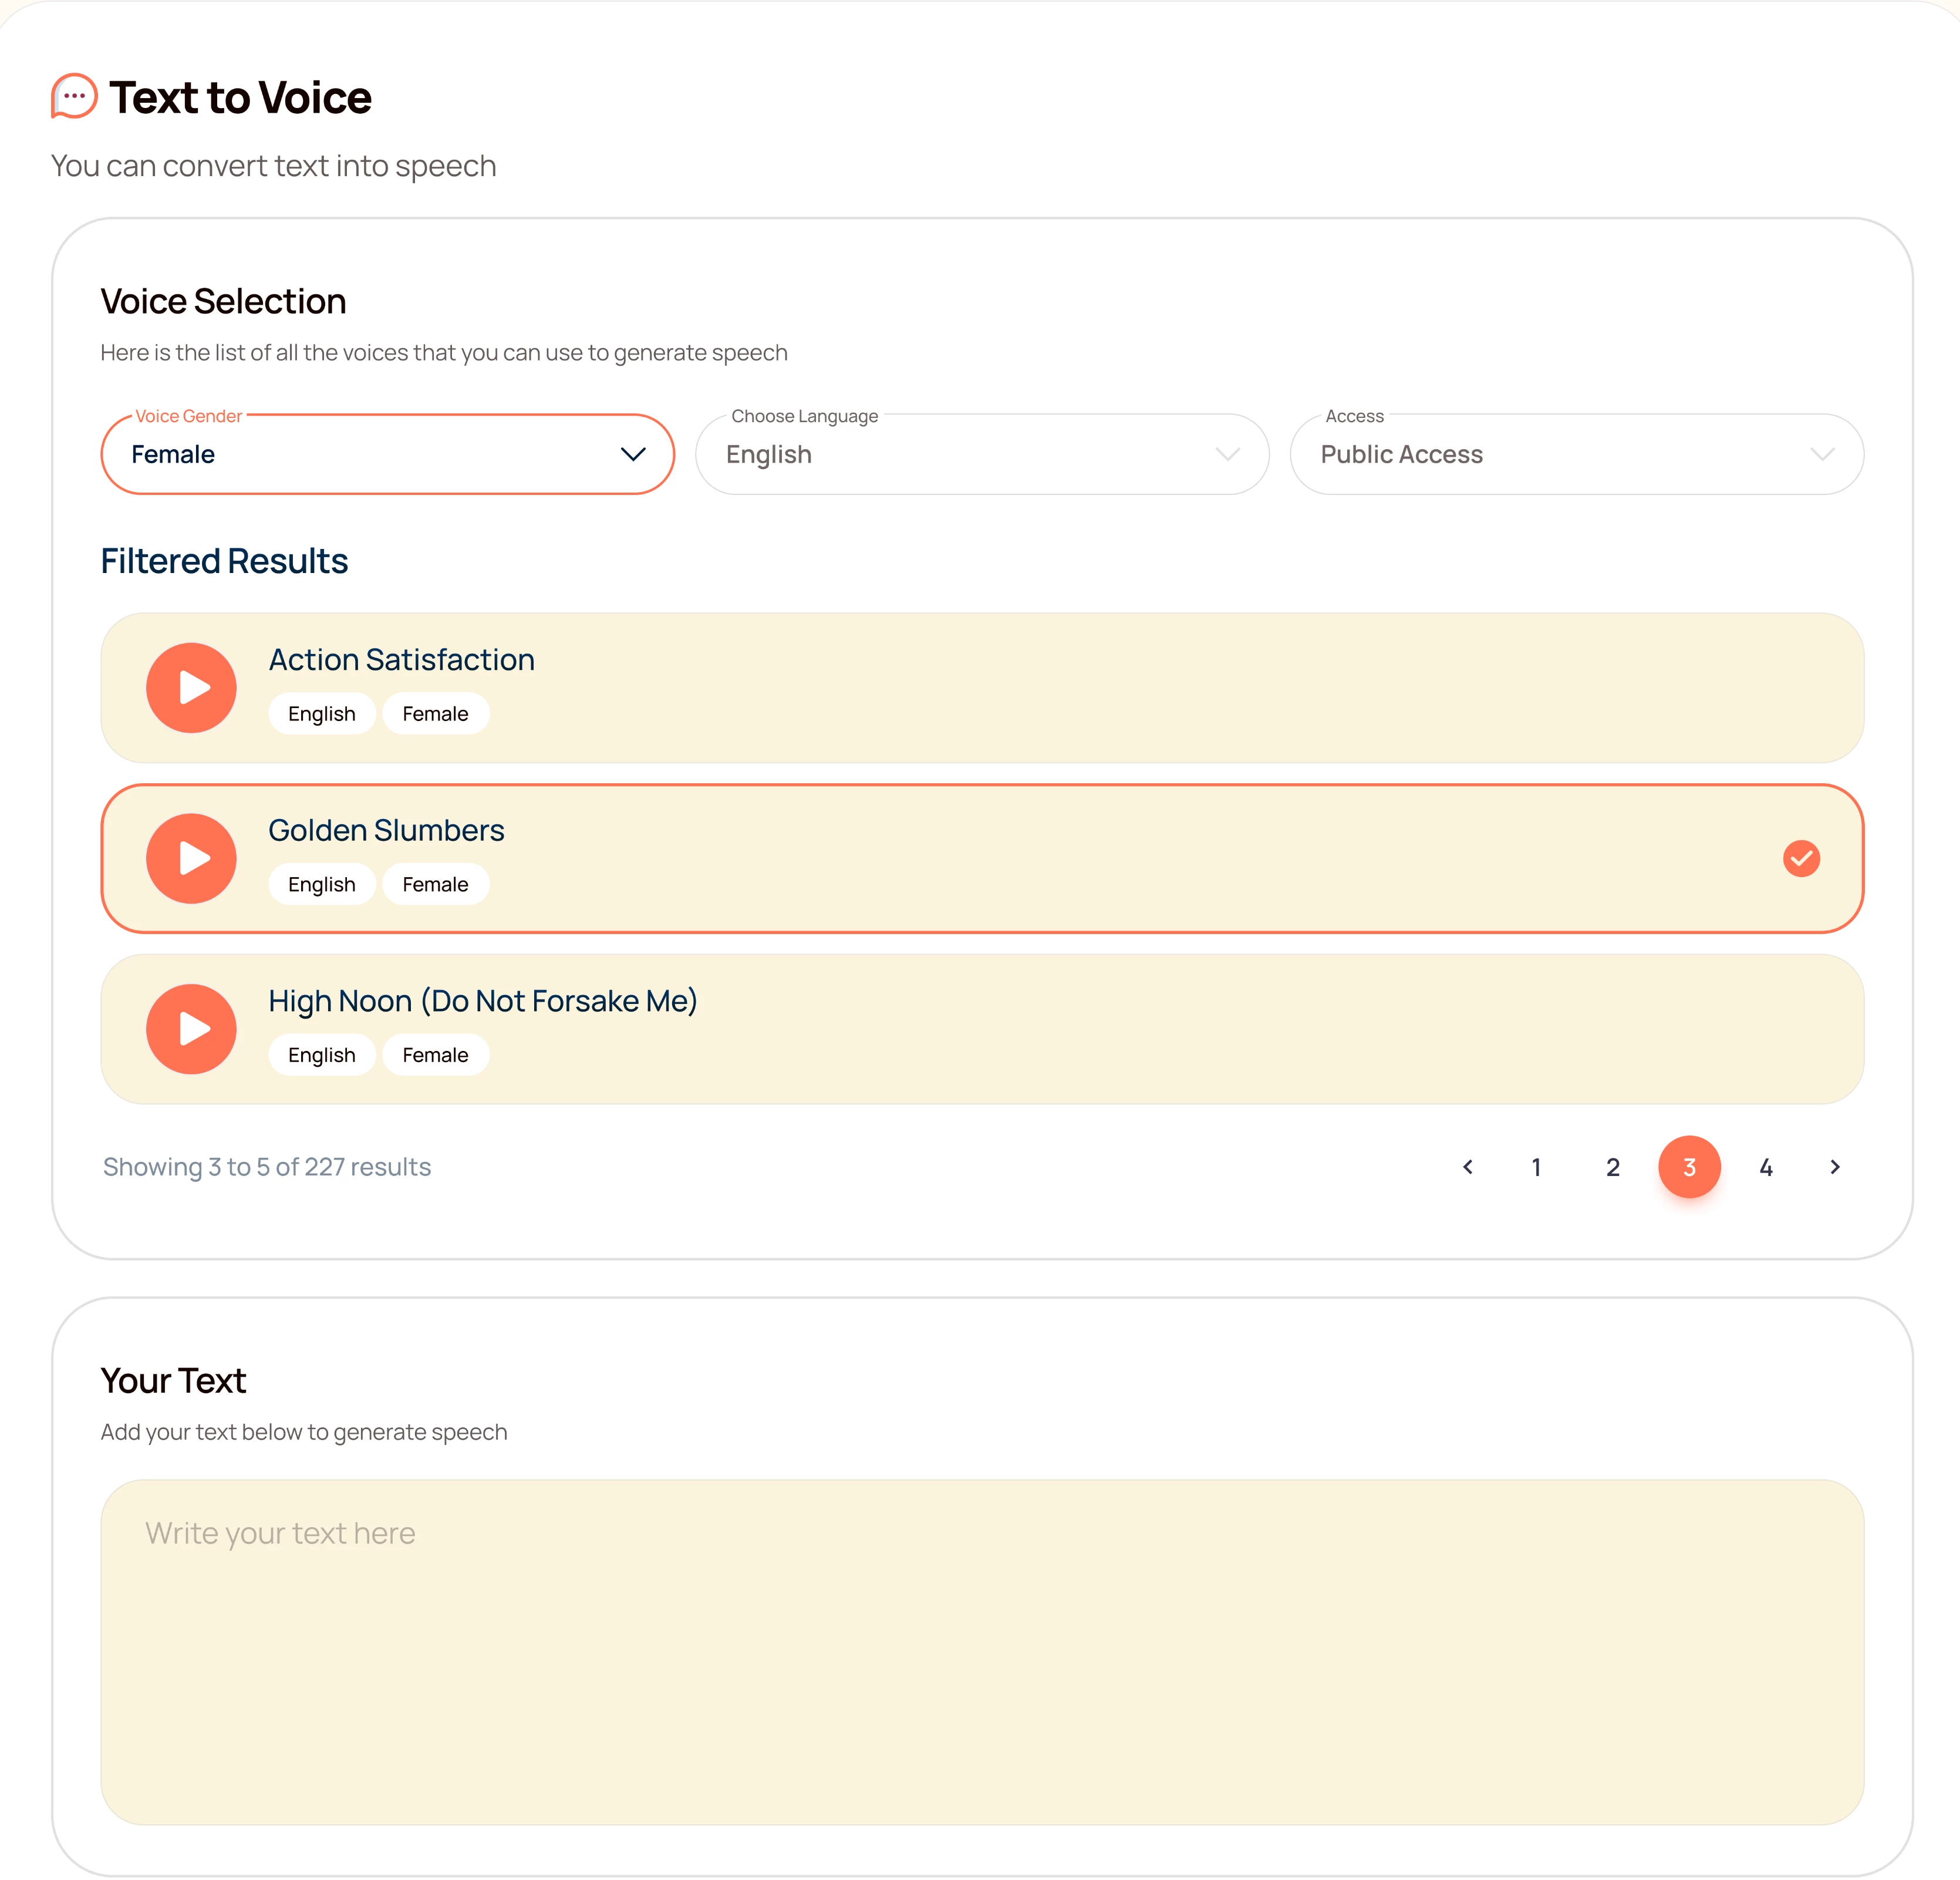 Text to Voice
You can convert text into speech
Voice Selection
Here is the list of all the voices that you can use to generate speech
Voice Gender
Female
Choose Language
English
Access
Public Access
Filtered Results
Action Satisfaction
English Female
Golden Slumbers
English Female
High Noon (Do Not Forsake Me)
English Female
Showing 3 to 5 of 227 results
1 2 3 4
Your Text
Add your text below to generate speech
Write your text here